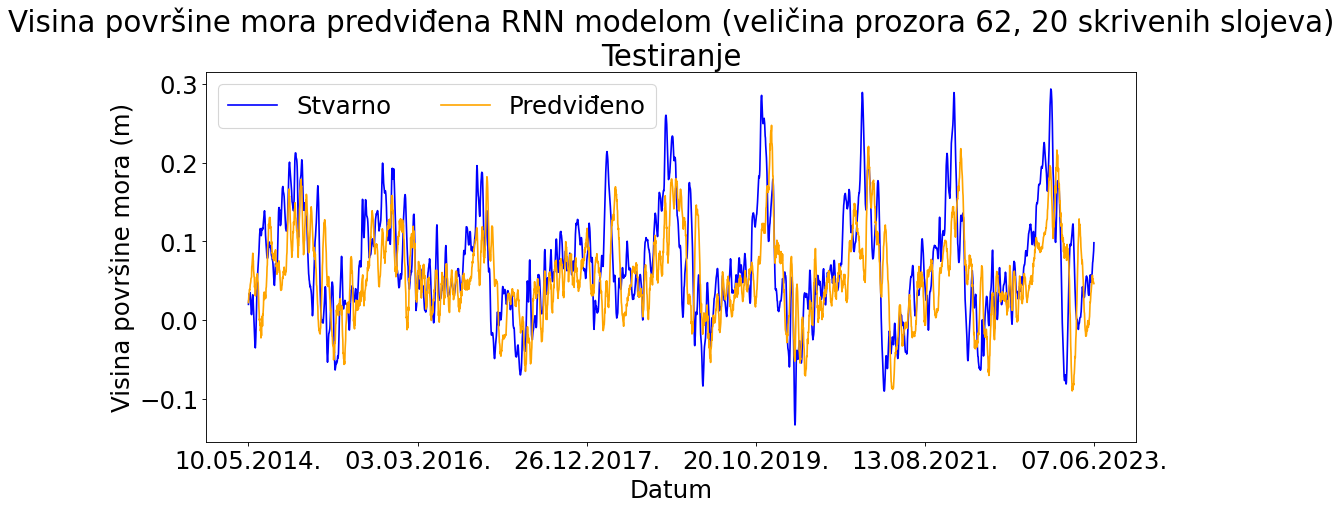 Visina površine mora predviđena RNN modelom (veličina prozora 62, 20 skrivenih slojeva)
Testiranje
Stvarno
Predviđeno
Visina površine mora (m)
0.3
0.2
0.1
0.0
−0.1
10.05.2014.
03.03.2016.
26.12.2017.
20.10.2019.
13.08.2021.
07.06.2023.
Datum